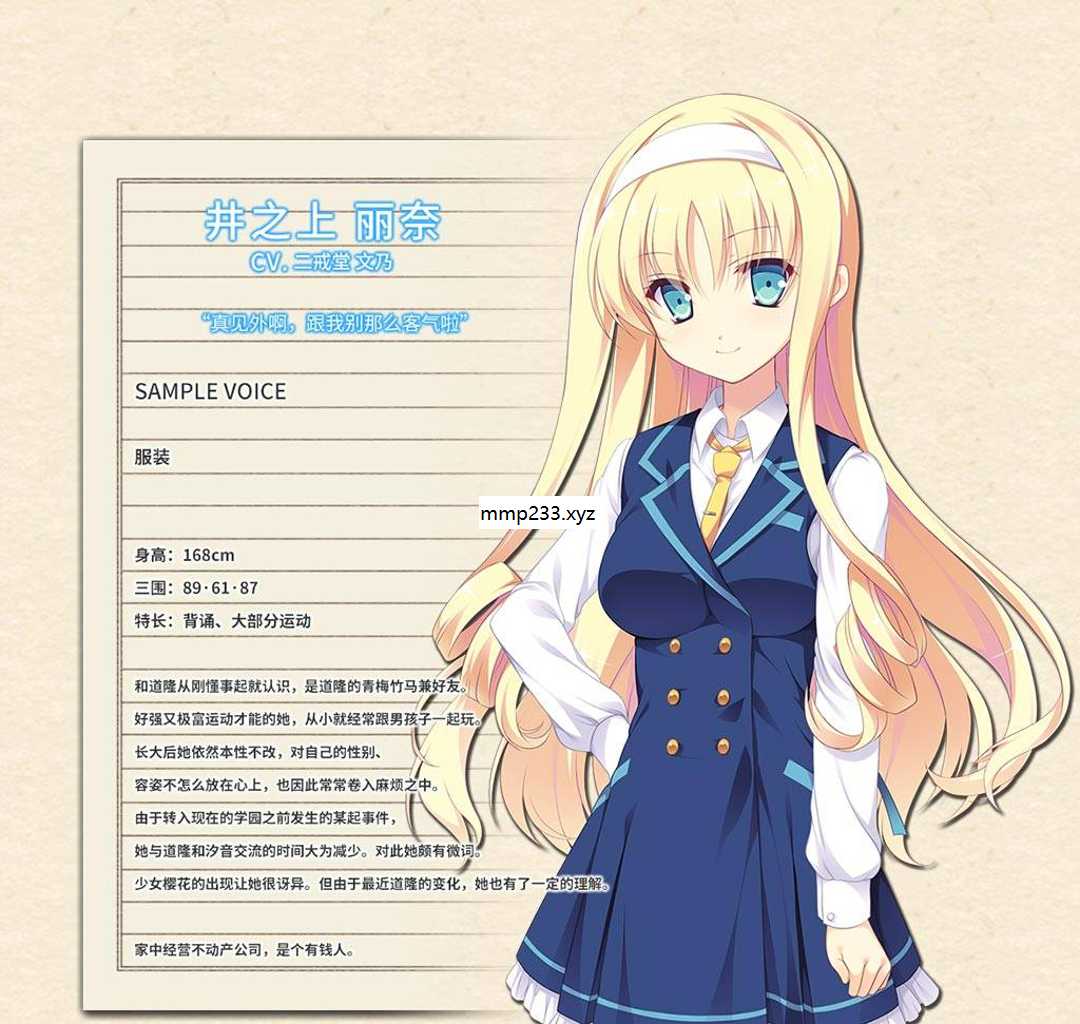 井之上 丽奈
CV. 二戒堂 文乃
“真见外啊，跟我别那么客气啦”
SAMPLE VOICE
服装
mmp233.xyz
身高：168cm
三围：89·61·87
特长：背诵、大部分运动
和道隆从刚懂事起就认识，是道隆的青梅竹马兼好友。
好强又极富运动才能的她，从小就经常跟男孩子一起玩。
长大后她依然本性不改，对自己的性别、
容姿不怎么放在心上，也因此常常卷入麻烦之中。
由于转入现在的学园之前发生的某起事件，
她与道隆和汐音交流的时间大为减少。对此她颇有微词。
少女樱花的出现让她很讶异。但由于最近道隆的变化，她也有了一定的理解。
家中经营不动产公司，是个有钱人。